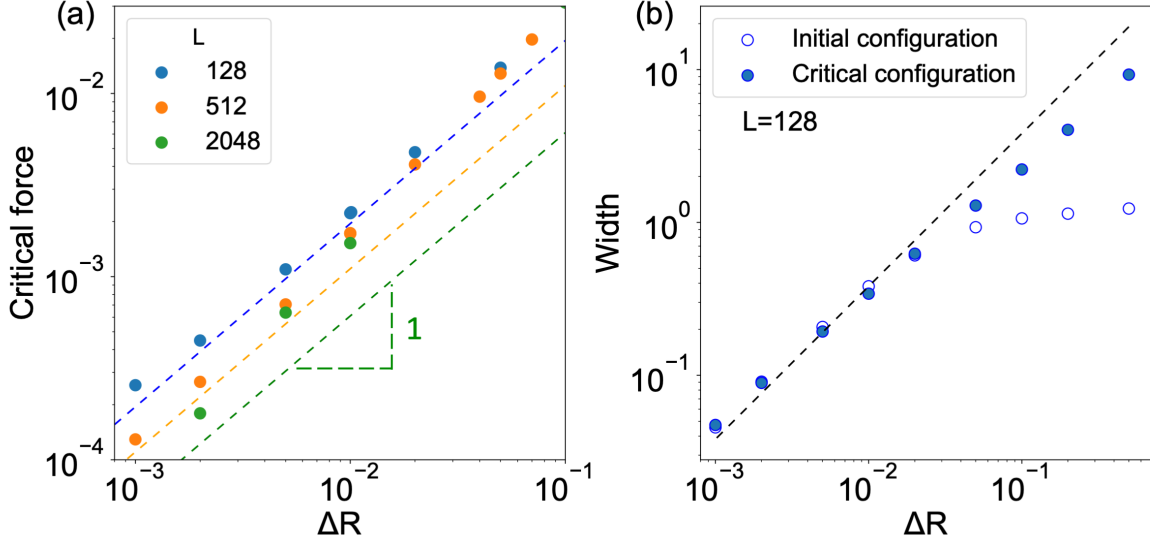 (a)
L
128
512
2048
1
Critical force
10⁻²
10⁻³
10⁻⁴
10⁻³
10⁻²
10⁻¹
ΔR
(b)
Initial configuration
Critical configuration
L=128
Width
10¹
10⁰
10⁻¹
10⁻³
10⁻²
10⁻¹
ΔR